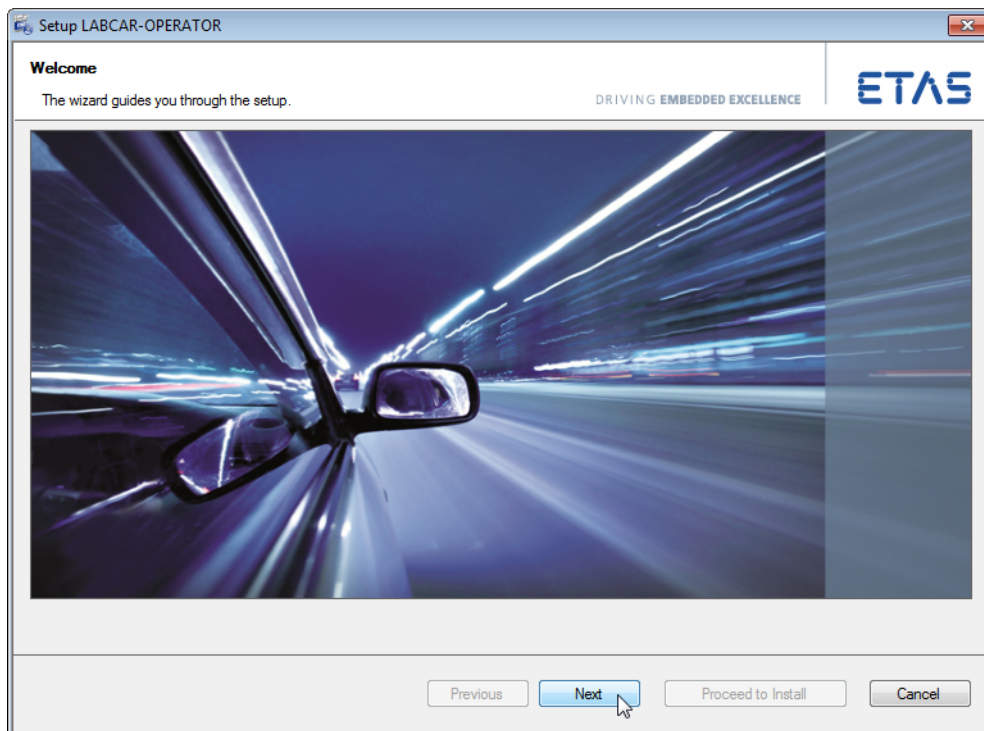 Setup LABCAR-OPERATOR
Welcome
The wizard guides you through the setup.
DRIVING EMBEDDED EXCELLENCE
ETAS
Previous
Next
Proceed to Install
Cancel